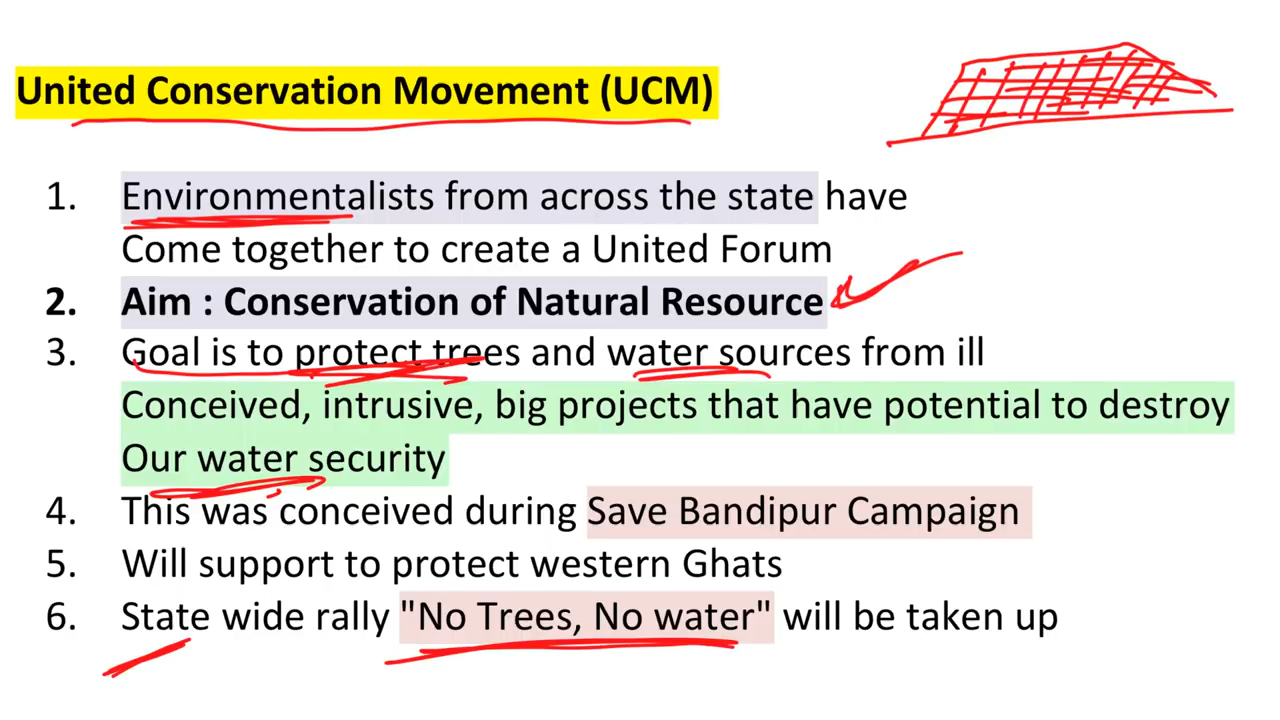 United Conservation Movement (UCM)
1. Environmentalists from across the state have
Come together to create a United Forum
2. Aim : Conservation of Natural Resource
3. Goal is to protect trees and water sources from ill
Conceived, intrusive, big projects that have potential to destroy
Our water security
4. This was conceived during Save Bandipur Campaign
5. Will support to protect western Ghats
6. State wide rally "No Trees, No water" will be taken up